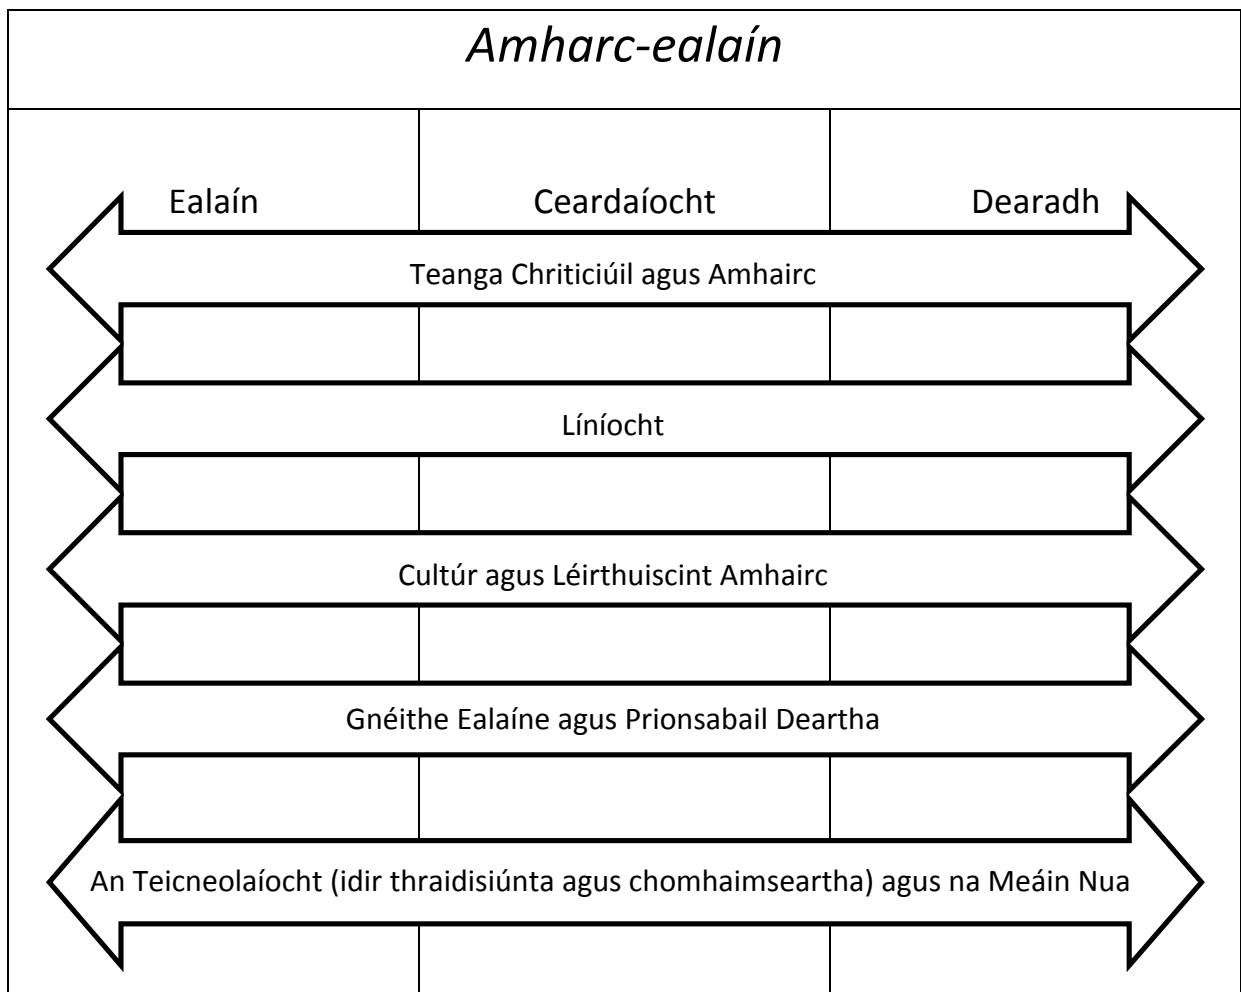 Amharc-ealaín
Ealaín Ceardaíocht Dearadh
Teanga Chriticiúil agus Amhairc
Líníocht
Cultúr agus Léirthuiscint Amhairc
Gnéithe Ealaíne agus Prionsabail Deartha
An Teicneolaíocht (idir thraidisiúnta agus chomhaimseartha) agus na Meáin Nua